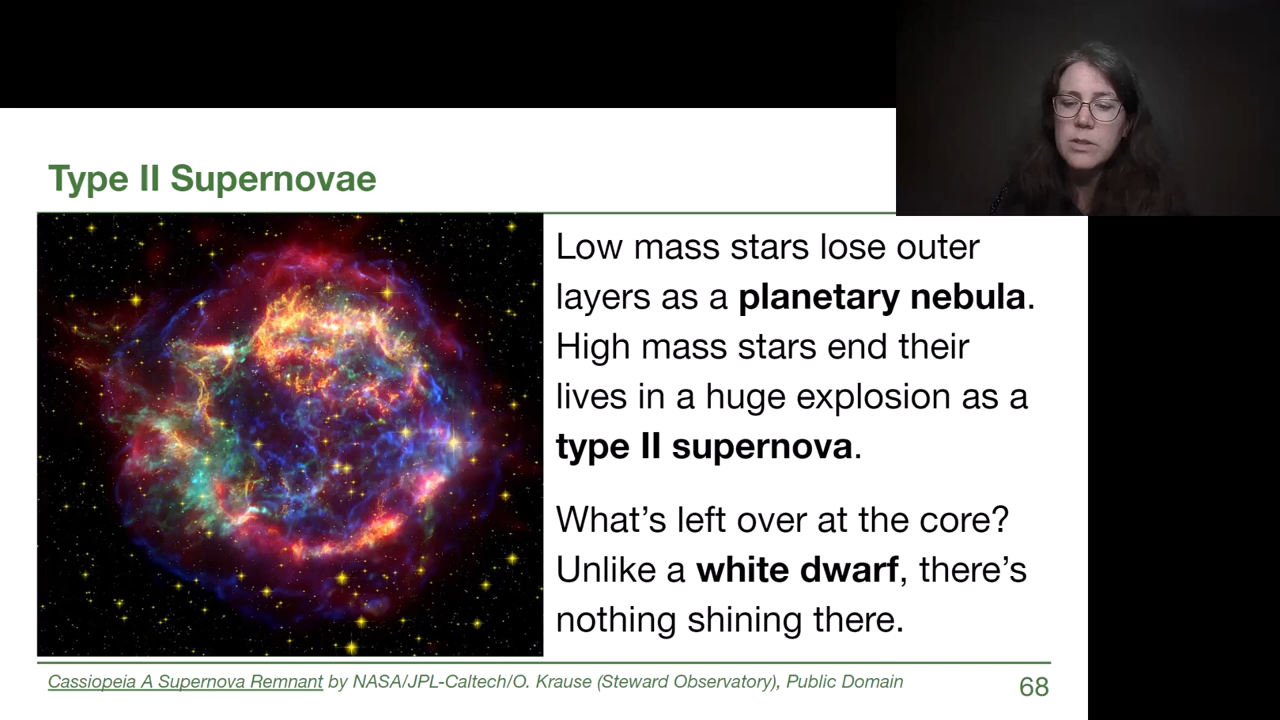 Type II Supernovae
Low mass stars lose outer
layers as a planetary nebula.
High mass stars end their
lives in a huge explosion as a
type II supernova.
What’s left over at the core?
Unlike a white dwarf, there’s
nothing shining there.
Cassiopeia A Supernova Remnant by NASA/JPL-Caltech/O. Krause (Steward Observatory), Public Domain
68